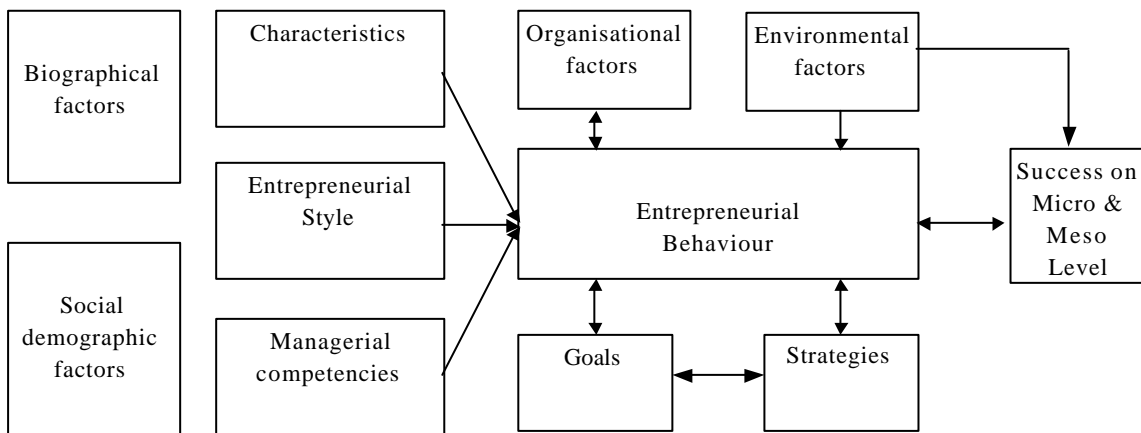 Biographical
factors
Social
demographic
factors
Characteristics
Entrepreneurial
Style
Managerial
competencies
Organisational
factors
Environmental
factors
Entrepreneurial
Behaviour
Goals
Strategies
Success on
Micro &
Meso
Level